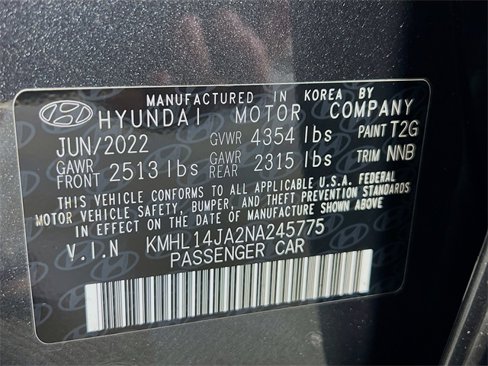 MANUFACTURED IN KOREA BY
HYUNDAI MOTOR COMPANY
JUN/2022 GVWR 4354 lbs PAINT T2G
GAWR FRONT 2513 lbs GAWR REAR 2315 lbs TRIM NNB
THIS VEHICLE CONFORMS TO ALL APPLICABLE U.S.A. FEDERAL
MOTOR VEHICLE SAFETY, BUMPER, AND THEFT PREVENTION STANDARDS
IN EFFECT ON THE DATE OF MANUFACTURE SHOWN ABOVE.
V.I.N KMHL14JA2NA245775
PASSENGER CAR